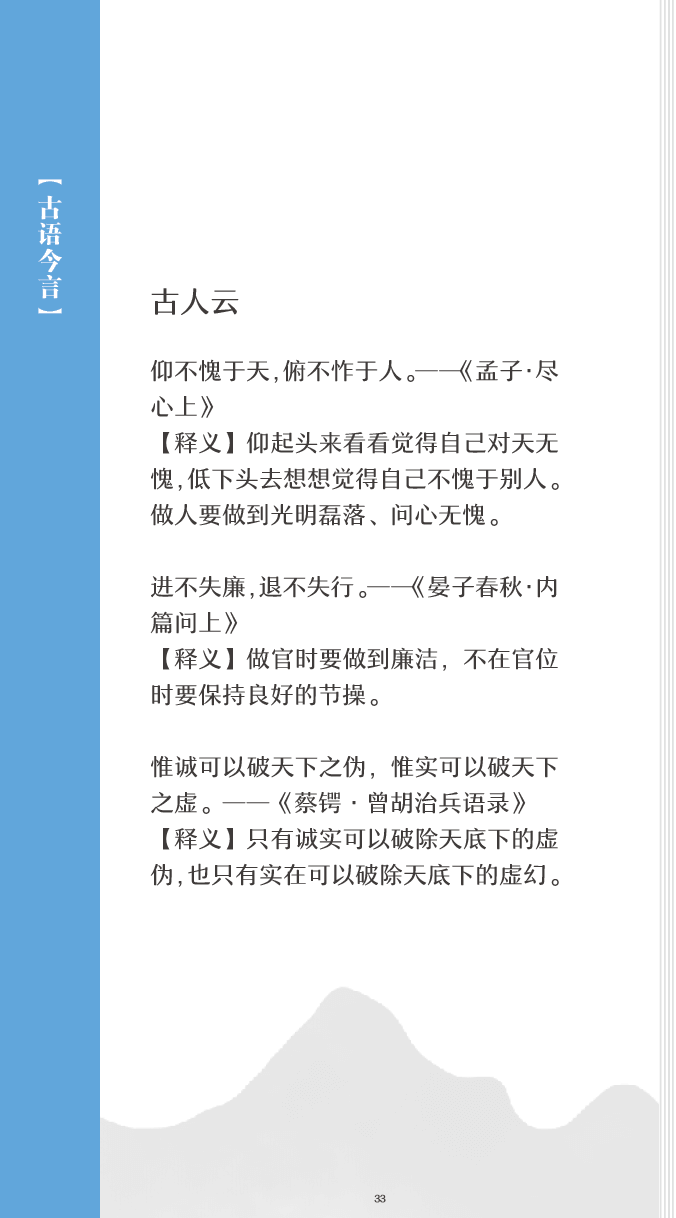 【古语今言】
古人云
仰不愧于天,俯不怍于人。——《孟子·尽
心上》
【释义】仰起头来看看觉得自己对天无
愧,低下头去想想觉得自己不愧于别人。
做人要做到光明磊落、问心无愧。
进不失廉,退不失行。——《晏子春秋·内
篇问上》
【释义】做官时要做到廉洁，不在官位
时要保持良好的节操。
惟诚可以破天下之伪，惟实可以破天下
之虚。——《蔡锷·曾胡治兵语录》
【释义】只有诚实可以破除天底下的虚
伪,也只有实在可以破除天底下的虚幻。
33